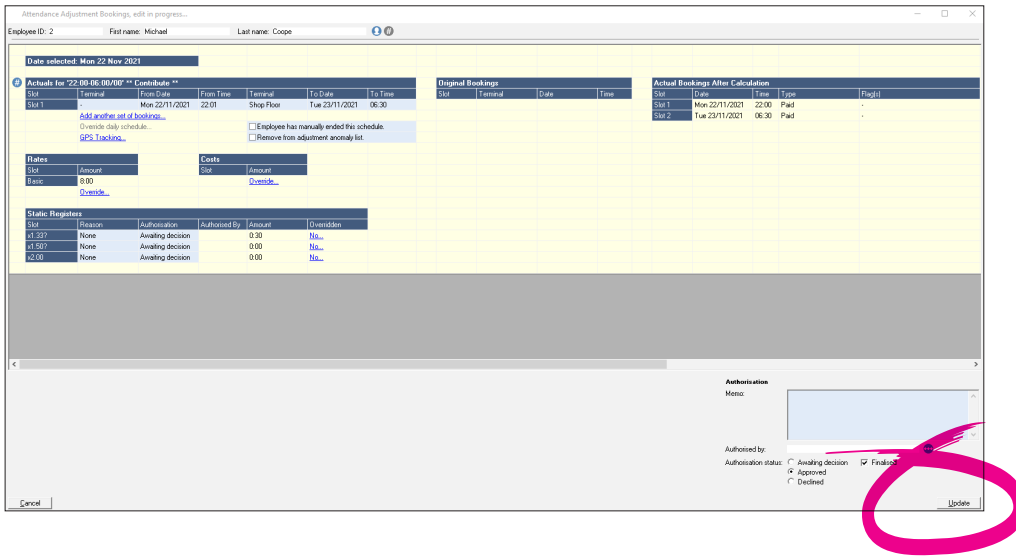 Attendance Adjustment Bookings, edit in progress...
Employee ID: 2 First name: Michael Last name: Coope
Date selected: Mon 22 Nov 2021
Actuals for '22:00-06:00/00' ** Contribute ** Original Bookings Actual Bookings After Calculation
Slot Terminal From Date From Time Terminal To Date To Time Slot Terminal Date Time Slot Date Time Type Flag(s)
Slot 1 - Mon 22/11/2021 22:01 Shop Floor Tue 23/11/2021 06:30 Slot 1 Mon 22/11/2021 22:00 Paid -
Add another set of bookings... Slot 2 Tue 23/11/2021 06:30 Paid -
Override daily schedule... Employee has manually ended this schedule.
GPS Tracking... Remove from adjustment anomaly list.
Rates Costs
Slot Amount Slot Amount
Basic 8:00 Override...
Override...
Static Registers
Slot Reason Authorisation Authorised By Amount Overridden
x1.33? None Awaiting decision 0:30 No...
x1.50? None Awaiting decision 0:00 No...
x2.00 None Awaiting decision 0:00 No...
Authorisation
Memo:
Authorised by:
Authorisation status: Awaiting decision Finalised
Approved
Declined
Cancel Update